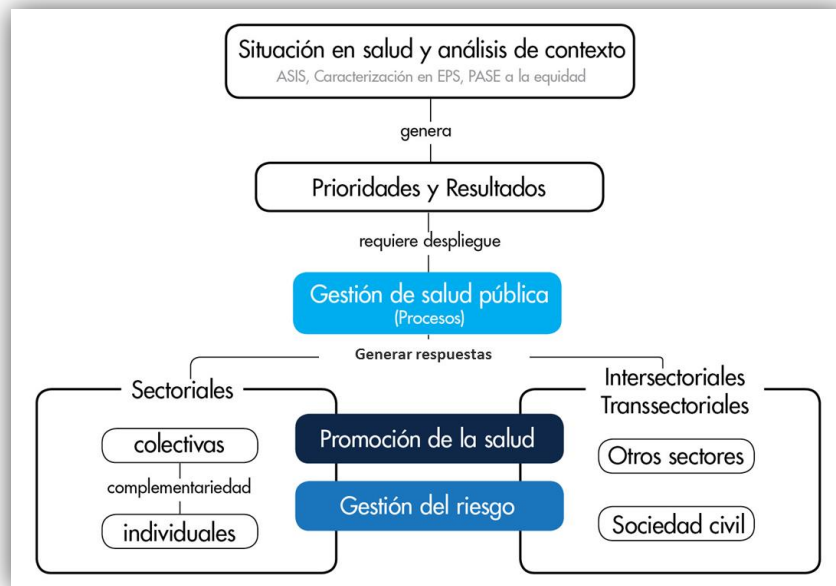 Situación en salud y análisis de contexto
ASIS, Caracterización en EPS, PASE a la equidad
genera
Prioridades y Resultados
requiere despliegue
Gestión de salud pública
(Procesos)
Generar respuestas
Sectoriales
colectivas
complementariedad
individuales
Promoción de la salud
Gestión del riesgo
Intersectoriales
Transsectoriales
Otros sectores
Sociedad civil